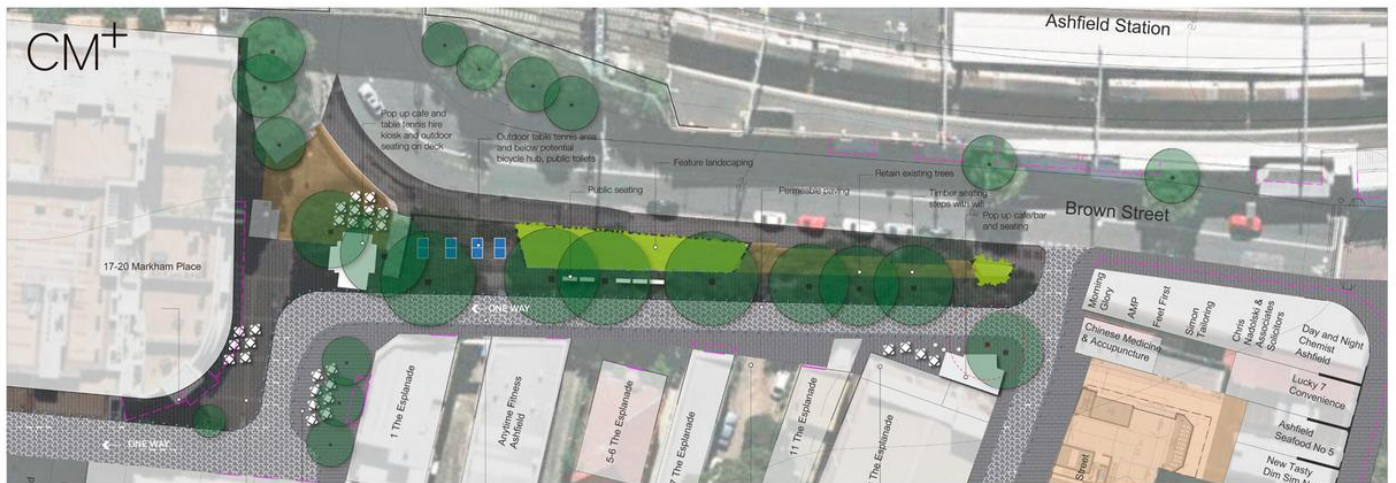 CM+
Ashfield Station
Pop up cafe and
table tennis hire
kiosk and outdoor
seating on deck
Outdoor table tennis area
and below potential
bicycle hub, public toilets
Feature landscaping
Public seating
Permeable paving
Retain existing trees
Timber seating
steps with wifi
Pop up cafe/bar
and seating
Brown Street
17-20 Markham Place
ONE WAY
ONE WAY
1 The Esplanade
Anytime Fitness
Ashfield
5-6 The Esplanade
7 The Esplanade
11 The Esplanade
The Esplanade
Morning
Glory
AMP
Feet First
Simon
Tailoring
Chris
Nadolski &
Associates
Solicitors
Day and Night
Chemist
Ashfield
Chinese Medicine
& Acupuncture
Lucky 7
Convenience
Ashfield
Seafood No 5
New Tasty
Dim Sim
Street